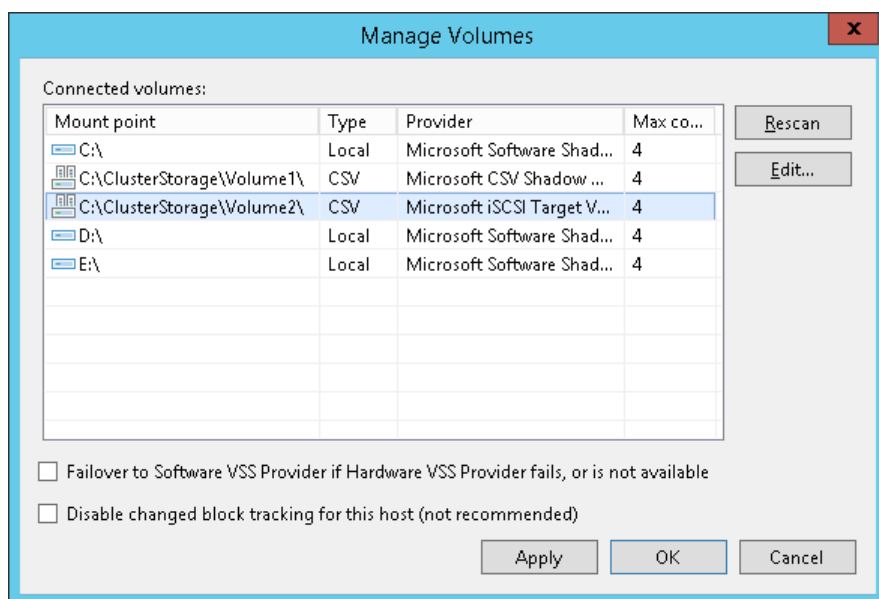 Manage Volumes
x
Connected volumes:
Mount point Type Provider Max co...
C:\ Local Microsoft Software Shad... 4
C:\ClusterStorage\Volume1\ CSV Microsoft CSV Shadow ... 4
C:\ClusterStorage\Volume2\ CSV Microsoft iSCSI Target V... 4
D:\ Local Microsoft Software Shad... 4
E:\ Local Microsoft Software Shad... 4
Rescan
Edit...
Failover to Software VSS Provider if Hardware VSS Provider fails, or is not available
Disable changed block tracking for this host (not recommended)
Apply OK Cancel